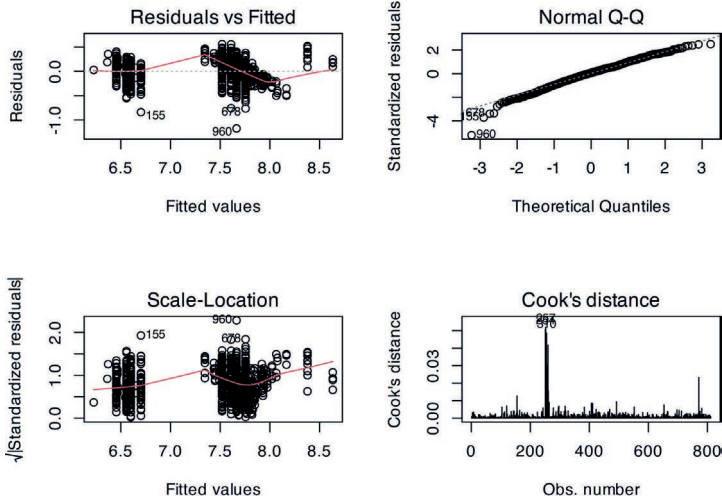 Residuals vs Fitted
Residuals
0.0
-1.0
155
678
960
6.5 7.0 7.5 8.0 8.5
Fitted values
Normal Q-Q
Standardized residuals
2
0
-4
678
155
960
-3 -2 -1 0 1 2 3
Theoretical Quantiles
Scale-Location
√|Standardized residuals|
2.0
1.0
0.0
155
960
678
6.5 7.0 7.5 8.0 8.5
Fitted values
Cook's distance
Cook's distance
0.03
0.00
0 200 400 600 800
Obs. number